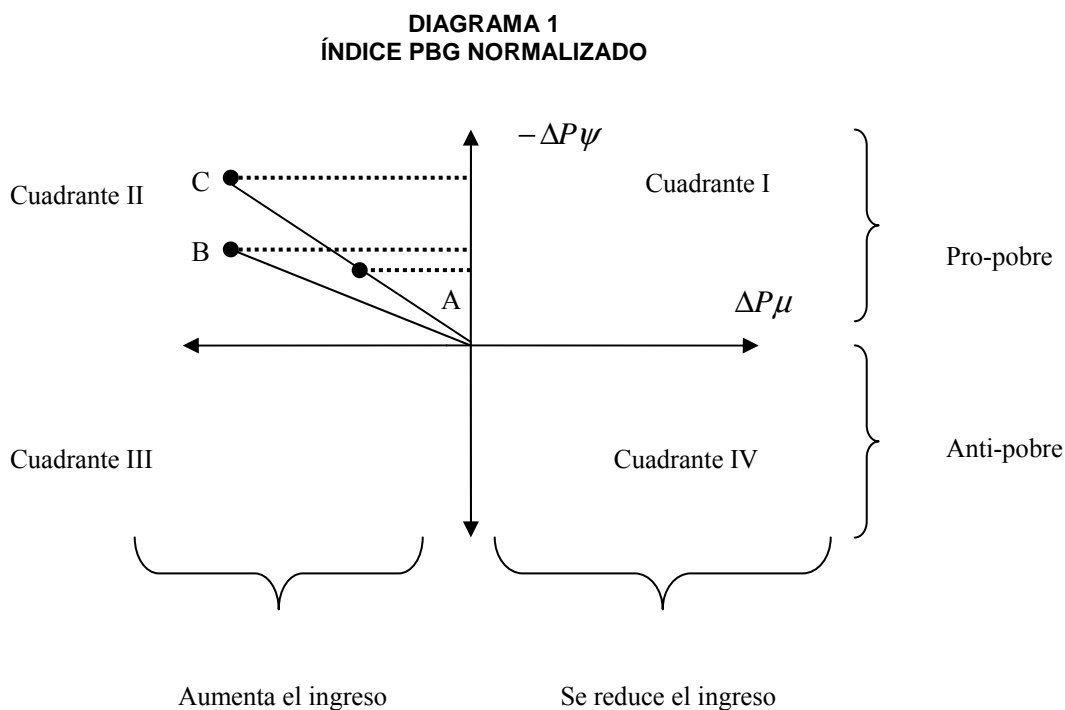 DIAGRAMA 1
ÍNDICE PBG NORMALIZADO
− ΔPψ
Cuadrante II
C
Cuadrante I
B
Pro-pobre
A
ΔPμ
Cuadrante III
Cuadrante IV
Anti-pobre
Aumenta el ingreso
Se reduce el ingreso